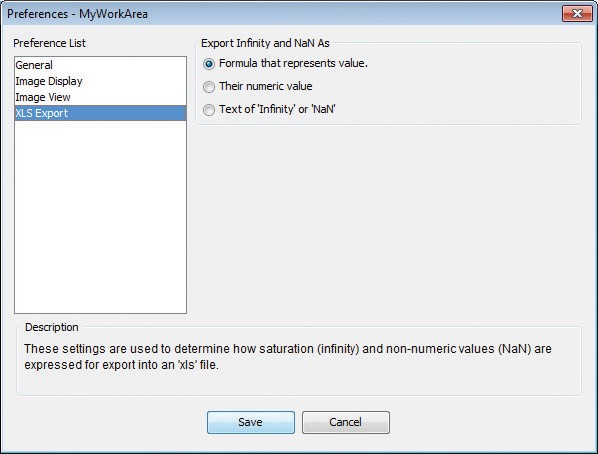 Preferences - MyWorkArea
Preference List
General
Image Display
Image View
XLS Export
Export Infinity and NaN As
Formula that represents value.
Their numeric value
Text of 'Infinity' or 'NaN'
Description
These settings are used to determine how saturation (infinity) and non-numeric values (NaN) are
expressed for export into an 'xls' file.
Save
Cancel